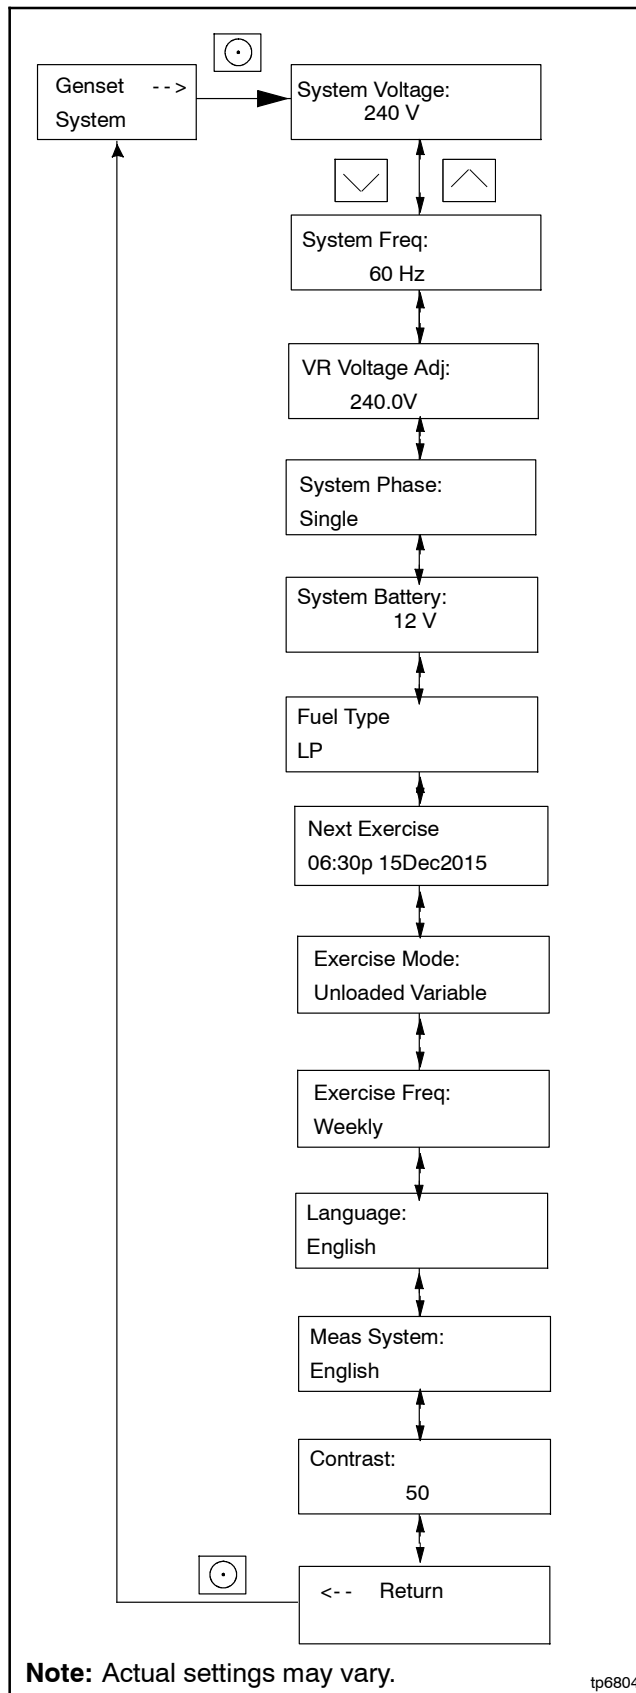 Genset -->
System
System Voltage:
240 V
System Freq:
60 Hz
VR Voltage Adj:
240.0V
System Phase:
Single
System Battery:
12 V
Fuel Type
LP
Next Exercise
06:30p 15Dec2015
Exercise Mode:
Unloaded Variable
Exercise Freq:
Weekly
Language:
English
Meas System:
English
Contrast:
50
<-- Return
Note: Actual settings may vary.
tp6804